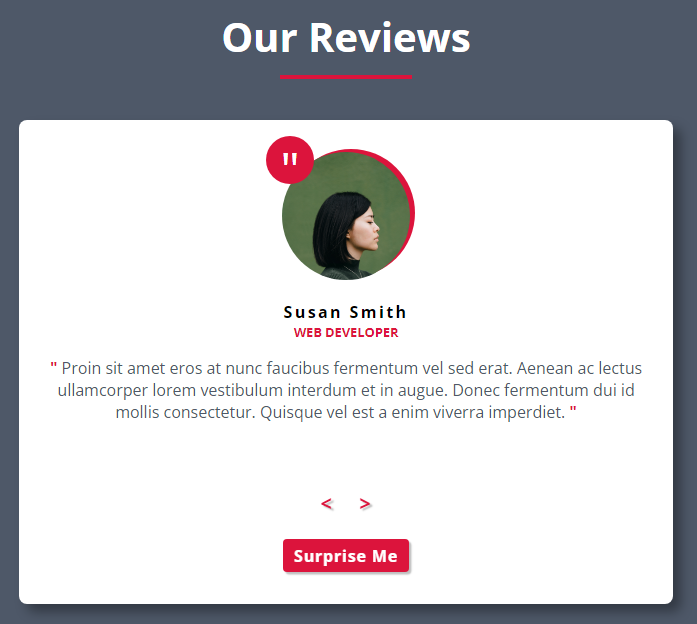 Our Reviews
"
Susan Smith
WEB DEVELOPER
" Proin sit amet eros at nunc faucibus fermentum vel sed erat. Aenean ac lectus
ullamcorper lorem vestibulum interdum et in augue. Donec fermentum dui id
mollis consectetur. Quisque vel est a enim viverra imperdiet. "
< >
Surprise Me